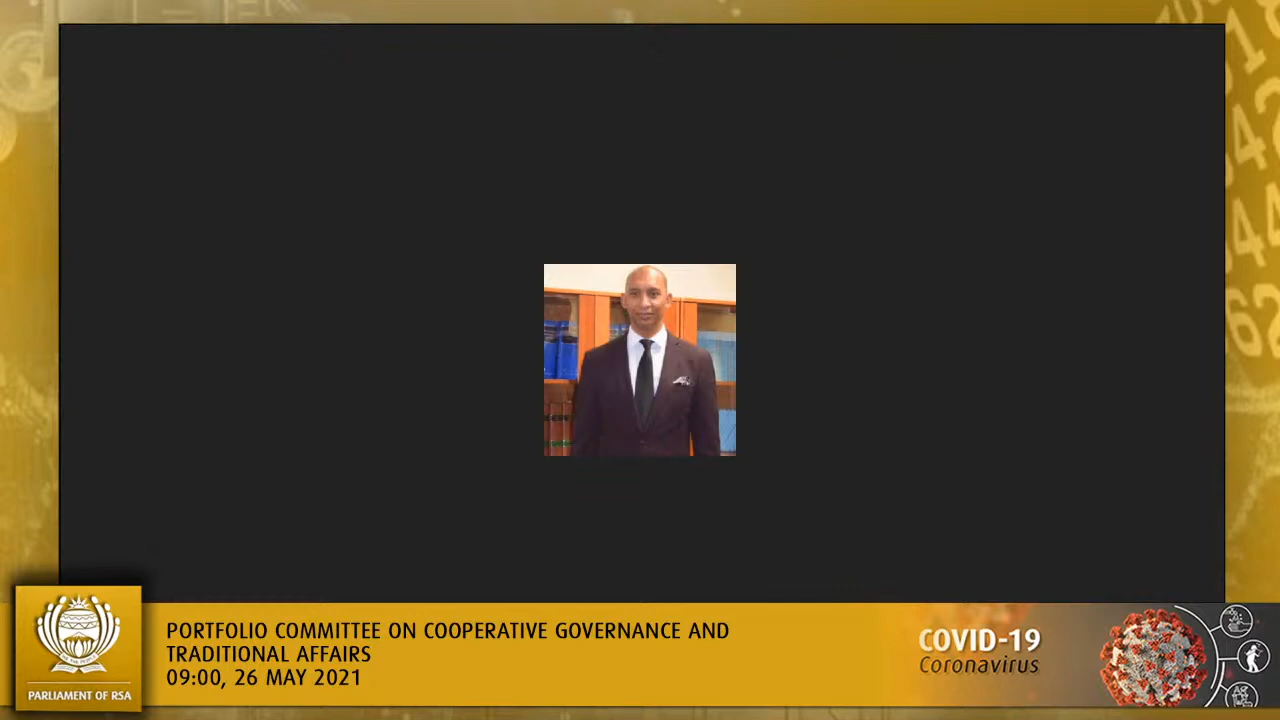 PORTFOLIO COMMITTEE ON COOPERATIVE GOVERNANCE AND
TRADITIONAL AFFAIRS
09:00, 26 MAY 2021
PARLIAMENT OF RSA
COVID-19
Coronavirus